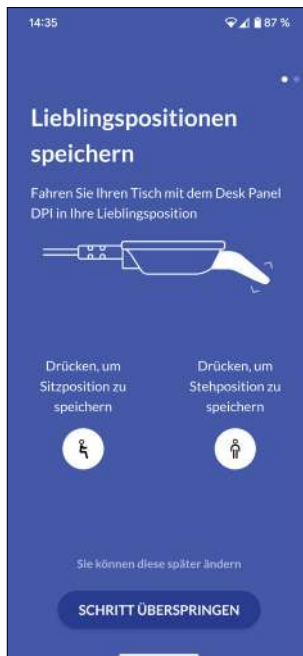 14:35
87 %
Lieblingspositionen
speichern
Fahren Sie Ihren Tisch mit dem Desk Panel
DPI in Ihre Lieblingsposition
Drücken, um
Sitzposition zu
speichern
Drücken, um
Stehposition zu
speichern
Sie können diese später ändern
SCHRITT ÜBERSPRINGEN